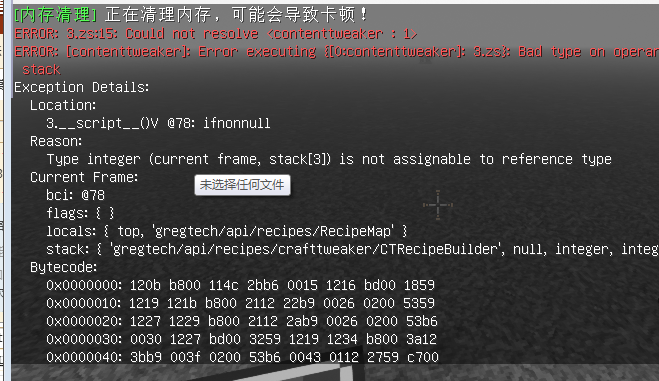 [内存清理] 正在清理内存，可能会导致卡顿！
ERROR: 3.zs:15: Could not resolve <contenttweaker : 1>
ERROR: [contenttweaker]: Error executing {[0:contenttweaker]: 3.zs}: Bad type on operan
stack
Exception Details:
Location:
3.__script__()V @78: ifnonnull
Reason:
Type integer (current frame, stack[3]) is not assignable to reference type
Current Frame:
未选择任何文件
bci: @78
flags: { }
locals: { top, 'gregtech/api/recipes/RecipeMap' }
stack: { 'gregtech/api/recipes/crafttweaker/CTRecipeBuilder', null, integer, integ
Bytecode:
0x0000000: 120b b800 114c 2bb6 0015 1216 bd00 1859
0x0000010: 1219 121b b800 2112 22b9 0026 0200 5359
0x0000020: 1227 1229 b800 2112 2ab9 0026 0200 53b6
0x0000030: 0030 1227 bd00 3259 1219 1234 b800 3a12
0x0000040: 3bb9 003f 0200 53b6 0043 0112 2759 c700